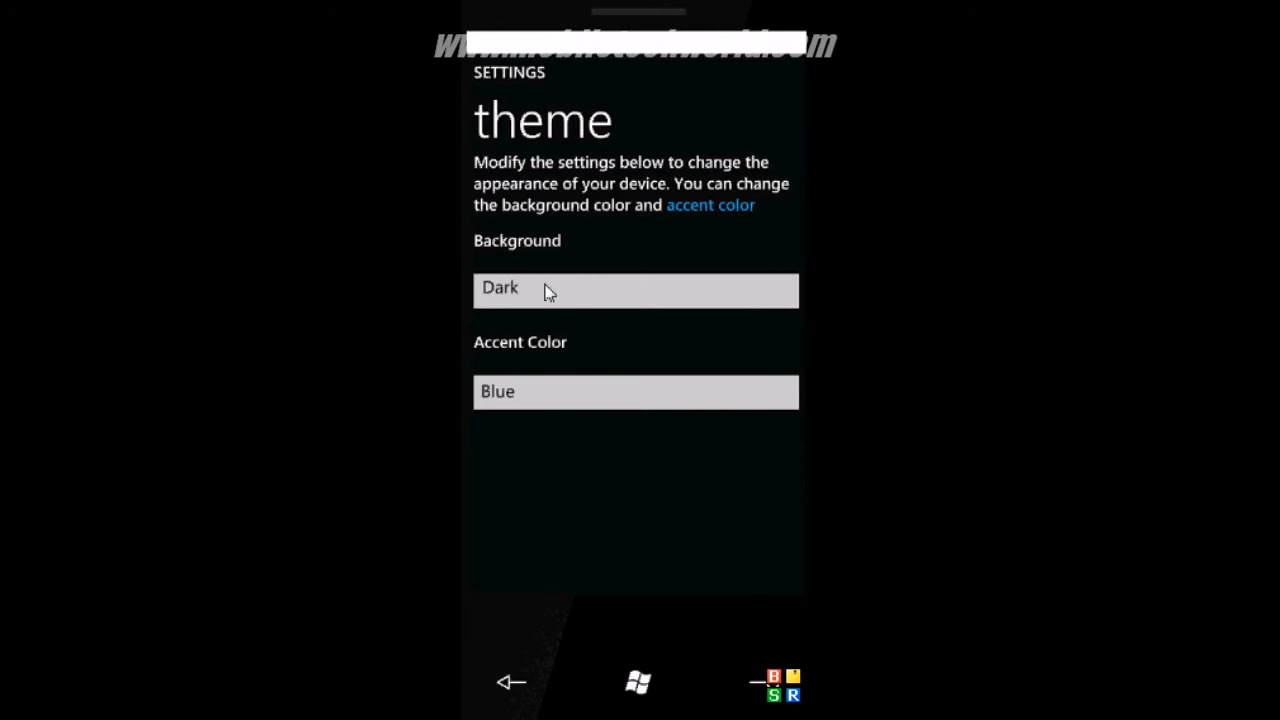 SETTINGS
theme
Modify the settings below to change the
appearance of your device. You can change
the background color and accent color
Background
Dark
Accent Color
Blue
B
S R